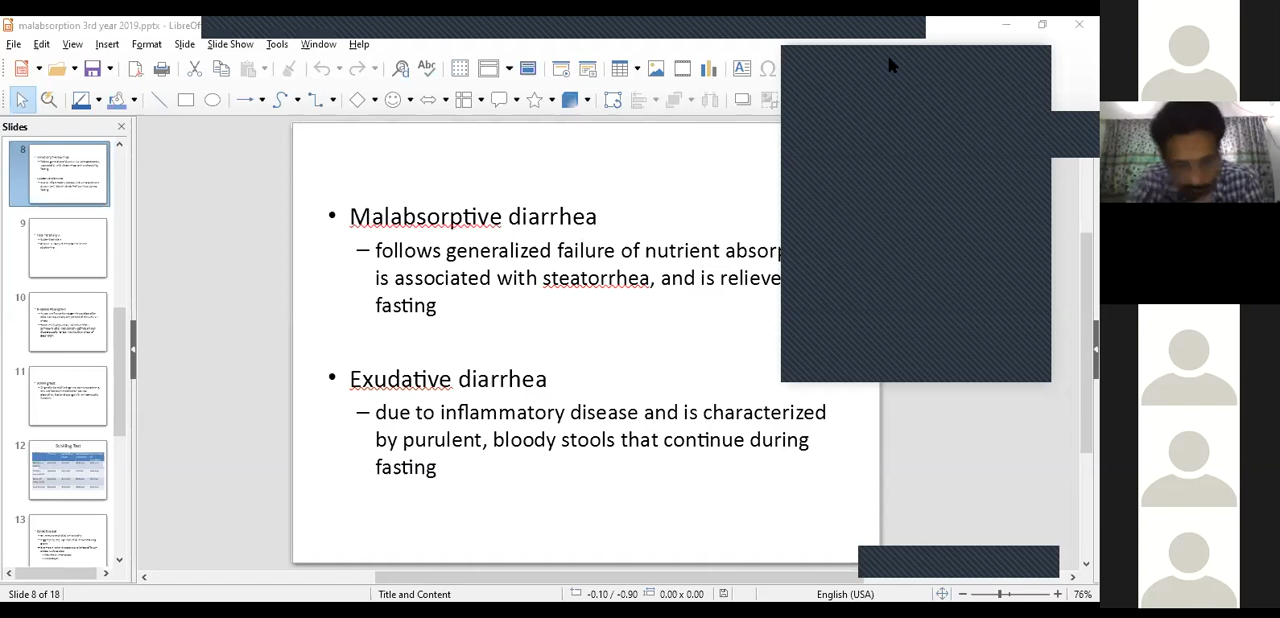 malabsorption 3rd year 2019.pptx - LibreOf
File Edit View Insert Format Slide Slide Show Tools Window Help
Slides
8
9
10
11
12
13
• Malabsorptive diarrhea
– follows generalized failure of nutrient
is associated with steatorrhea, and is
fasting
• Exudative diarrhea
– due to inflammatory disease and is characterized
by purulent, bloody stools that continue during
fasting
Slide 8 of 18 Title and Content -0.10 / -0.90 0.00 x 0.00 English (USA) 76%